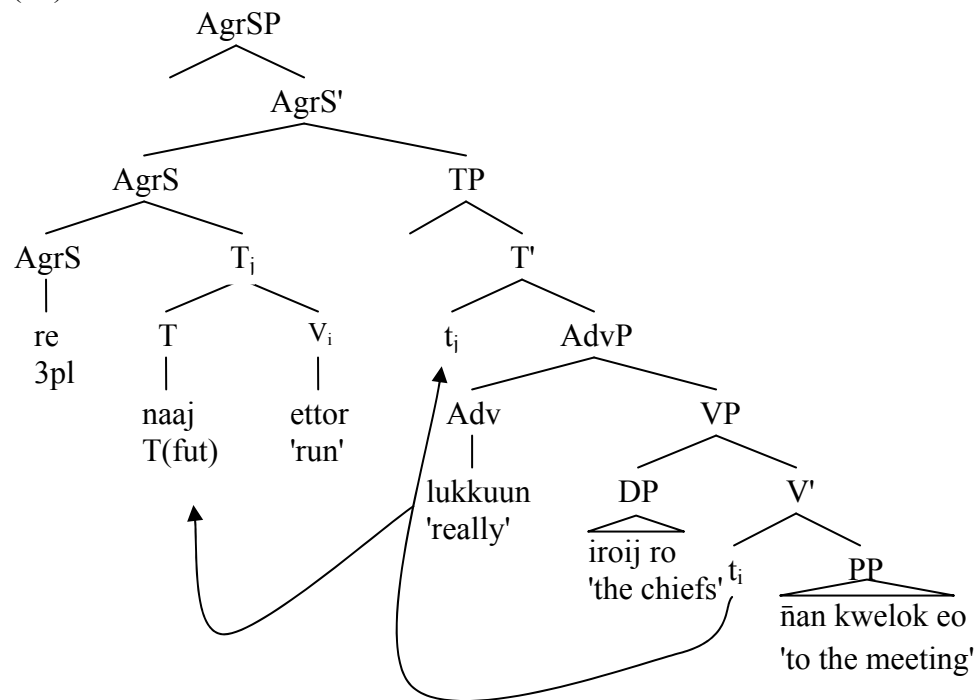 AgrSP
AgrS'
AgrS TP
AgrS Tⱼ T'
re T Vᵢ tⱼ AdvP
3pl
naaj ettor Adv VP
T(fut) 'run'
lukkuun DP V'
'really'
iroij ro tᵢ PP
'the chiefs' n̄an kwelok eo
'to the meeting'